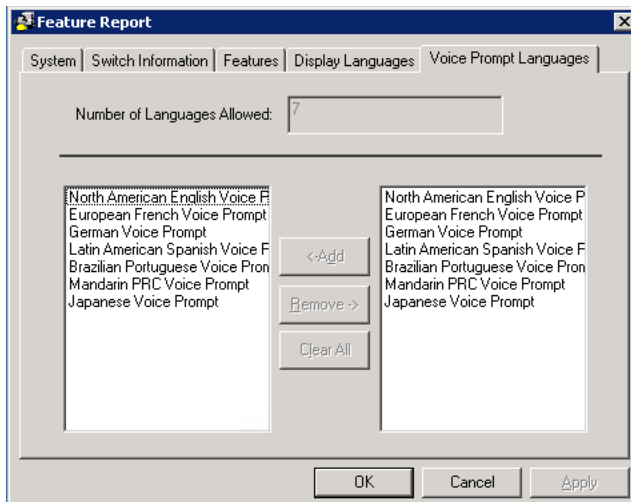 Feature Report
System Switch Information Features Display Languages Voice Prompt Languages
Number of Languages Allowed: 7
North American English Voice P
European French Voice Prompt
German Voice Prompt
Latin American Spanish Voice F
Brazilian Portuguese Voice Pron
Mandarin PRC Voice Prompt
Japanese Voice Prompt
<-Add
Remove ->
Clear All
North American English Voice P
European French Voice Prompt
German Voice Prompt
Latin American Spanish Voice F
Brazilian Portuguese Voice Pron
Mandarin PRC Voice Prompt
Japanese Voice Prompt
OK Cancel Apply